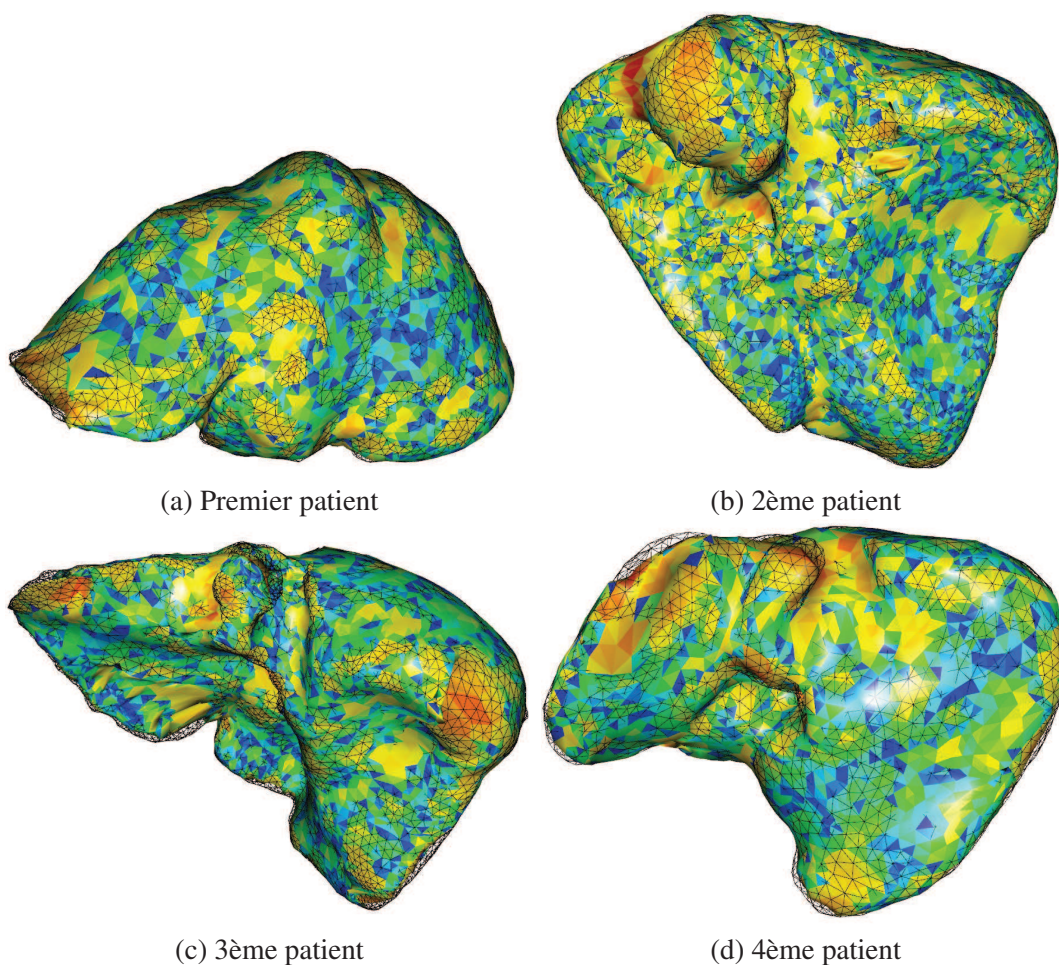 (a) Premier patient
(b) 2ème patient
(c) 3ème patient
(d) 4ème patient